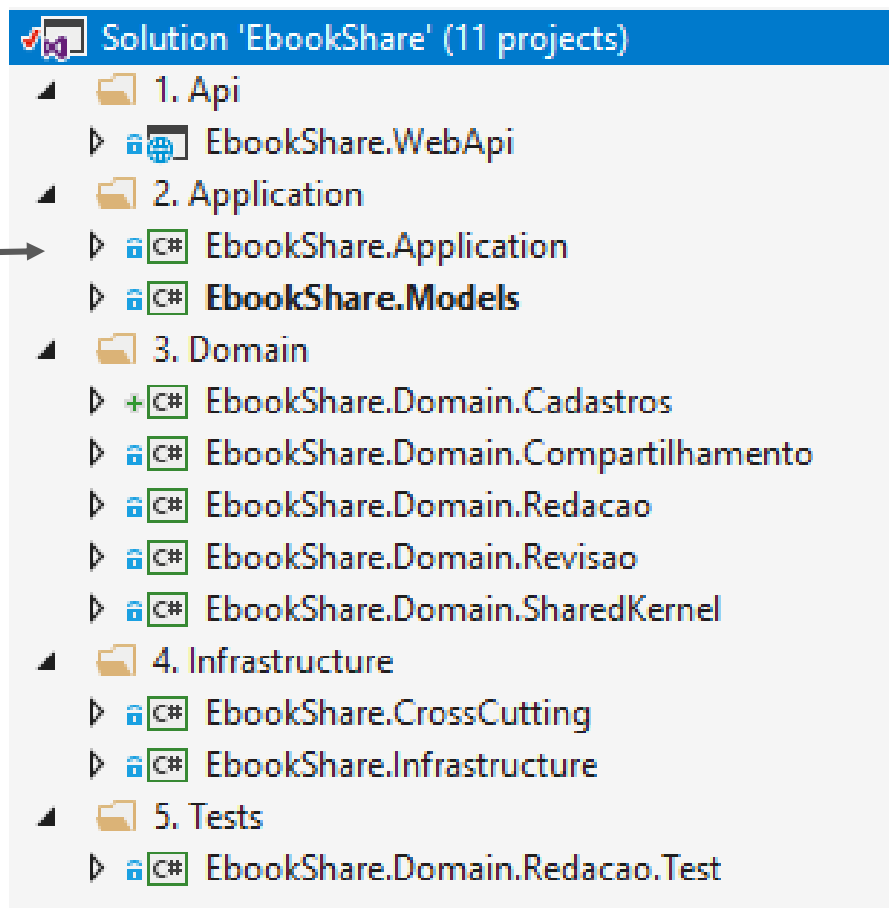 Solution 'EbookShare' (11 projects)
1. Api
EbookShare.WebApi
2. Application
C# EbookShare.Application
C# EbookShare.Models
3. Domain
C# EbookShare.Domain.Cadastros
C# EbookShare.Domain.Compartilhamento
C# EbookShare.Domain.Redacao
C# EbookShare.Domain.Revisao
C# EbookShare.Domain.SharedKernel
4. Infrastructure
C# EbookShare.CrossCutting
C# EbookShare.Infrastructure
5. Tests
C# EbookShare.Domain.Redacao.Test